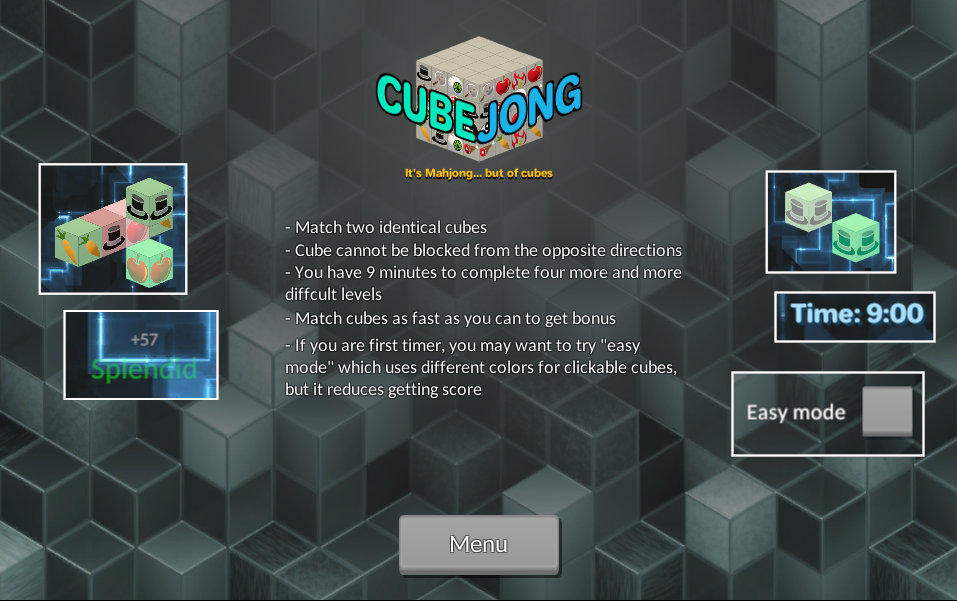 CUBEJONG
It's Mahjong... but of cubes
- Match two identical cubes
- Cube cannot be blocked from the opposite directions
- You have 9 minutes to complete four more and more
diffcult levels
- Match cubes as fast as you can to get bonus
- If you are first timer, you may want to try "easy
mode" which uses different colors for clickable cubes,
but it reduces getting score
+57
Splendid
Time: 9:00
Easy mode
Menu